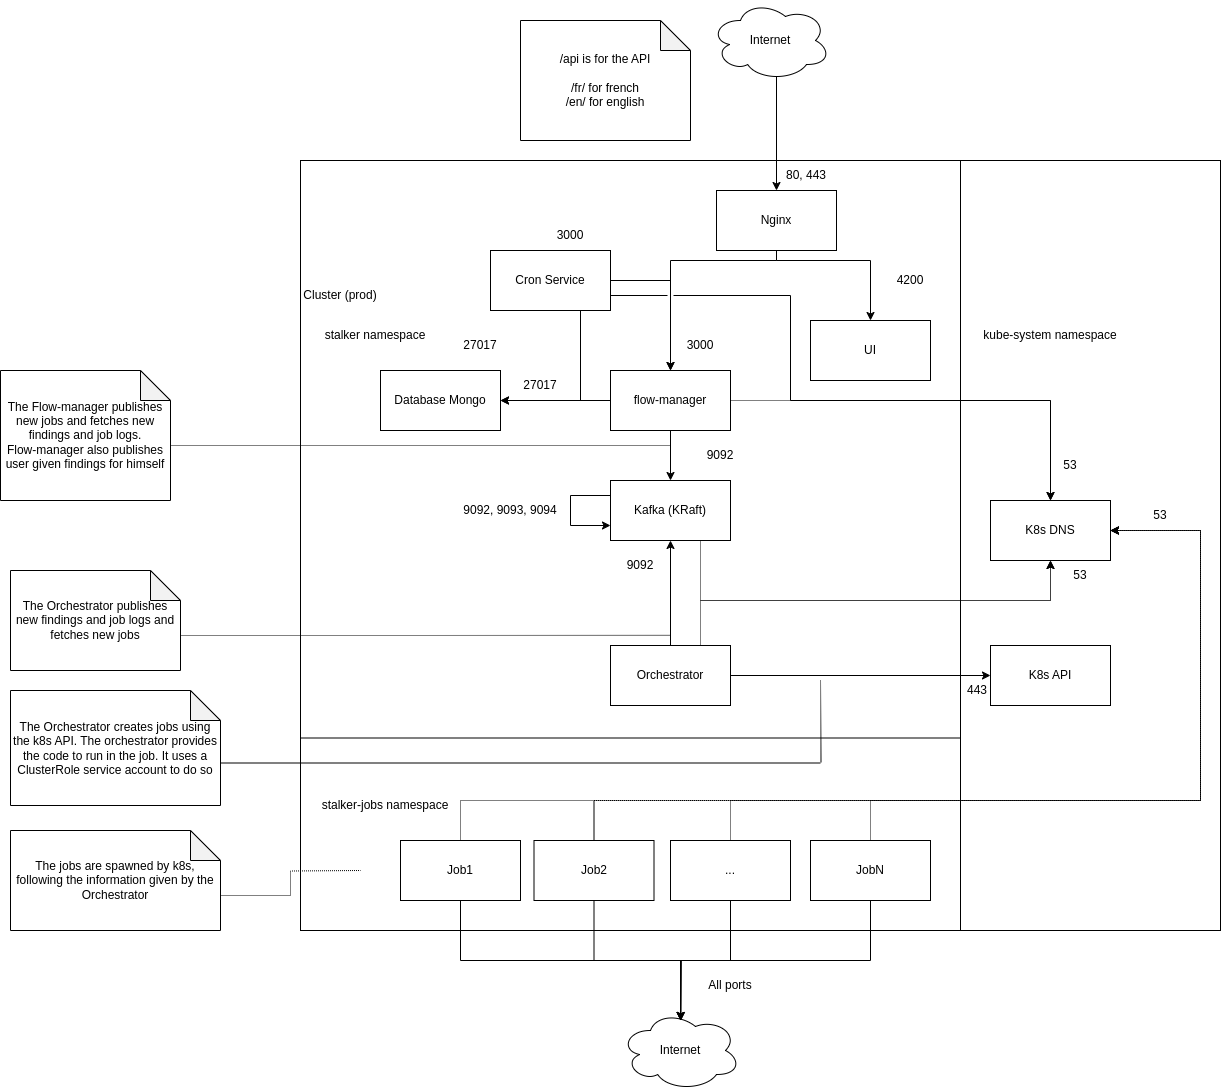 Internet
/api is for the API
/fr/ for french
/en/ for english
80, 443
Nginx
3000
Cron Service
4200
Cluster (prod)
stalker namespace
kube-system namespace
27017
3000
UI
27017
Database Mongo
flow-manager
The Flow-manager publishes
new jobs and fetches new
findings and job logs.
Flow-manager also publishes
user given findings for himself
9092
53
9092, 9093, 9094
Kafka (KRaft)
53
K8s DNS
9092
53
The Orchestrator publishes
new findings and job logs and
fetches new jobs
Orchestrator
K8s API
443
The Orchestrator creates jobs using
the k8s API. The orchestrator provides
the code to run in the job. It uses a
ClusterRole service account to do so
stalker-jobs namespace
The jobs are spawned by k8s,
following the information given by the
Orchestrator
Job1
Job2
...
JobN
All ports
Internet